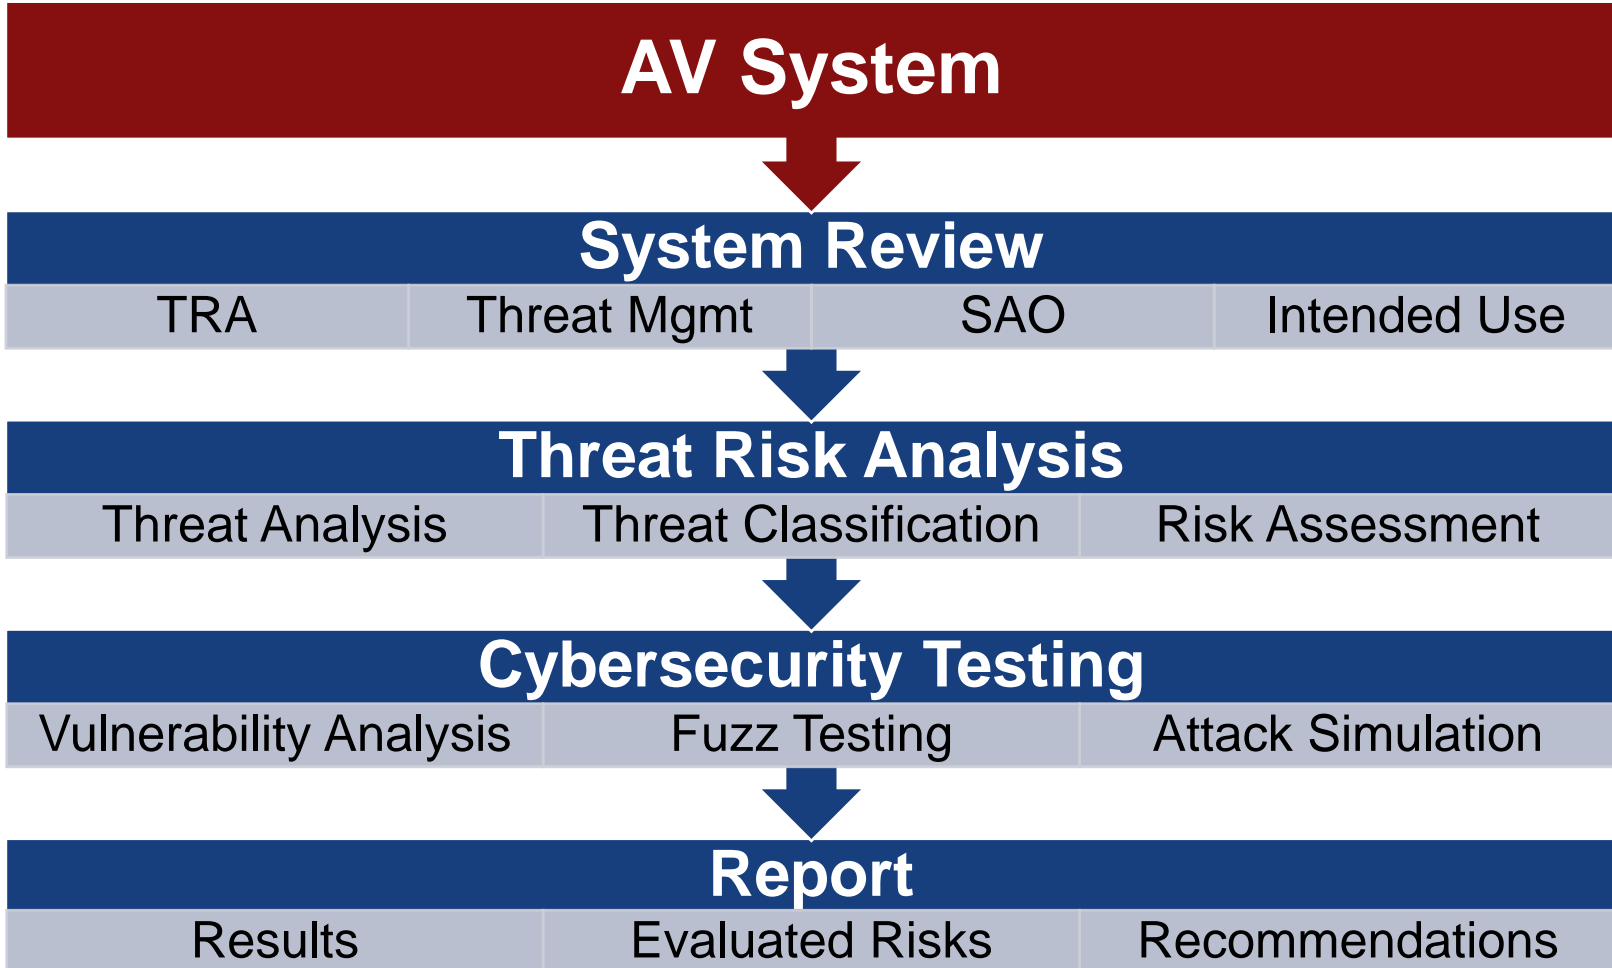 AV System
System Review
TRA Threat Mgmt SAO Intended Use
Threat Risk Analysis
Threat Analysis Threat Classification Risk Assessment
Cybersecurity Testing
Vulnerability Analysis Fuzz Testing Attack Simulation
Report
Results Evaluated Risks Recommendations